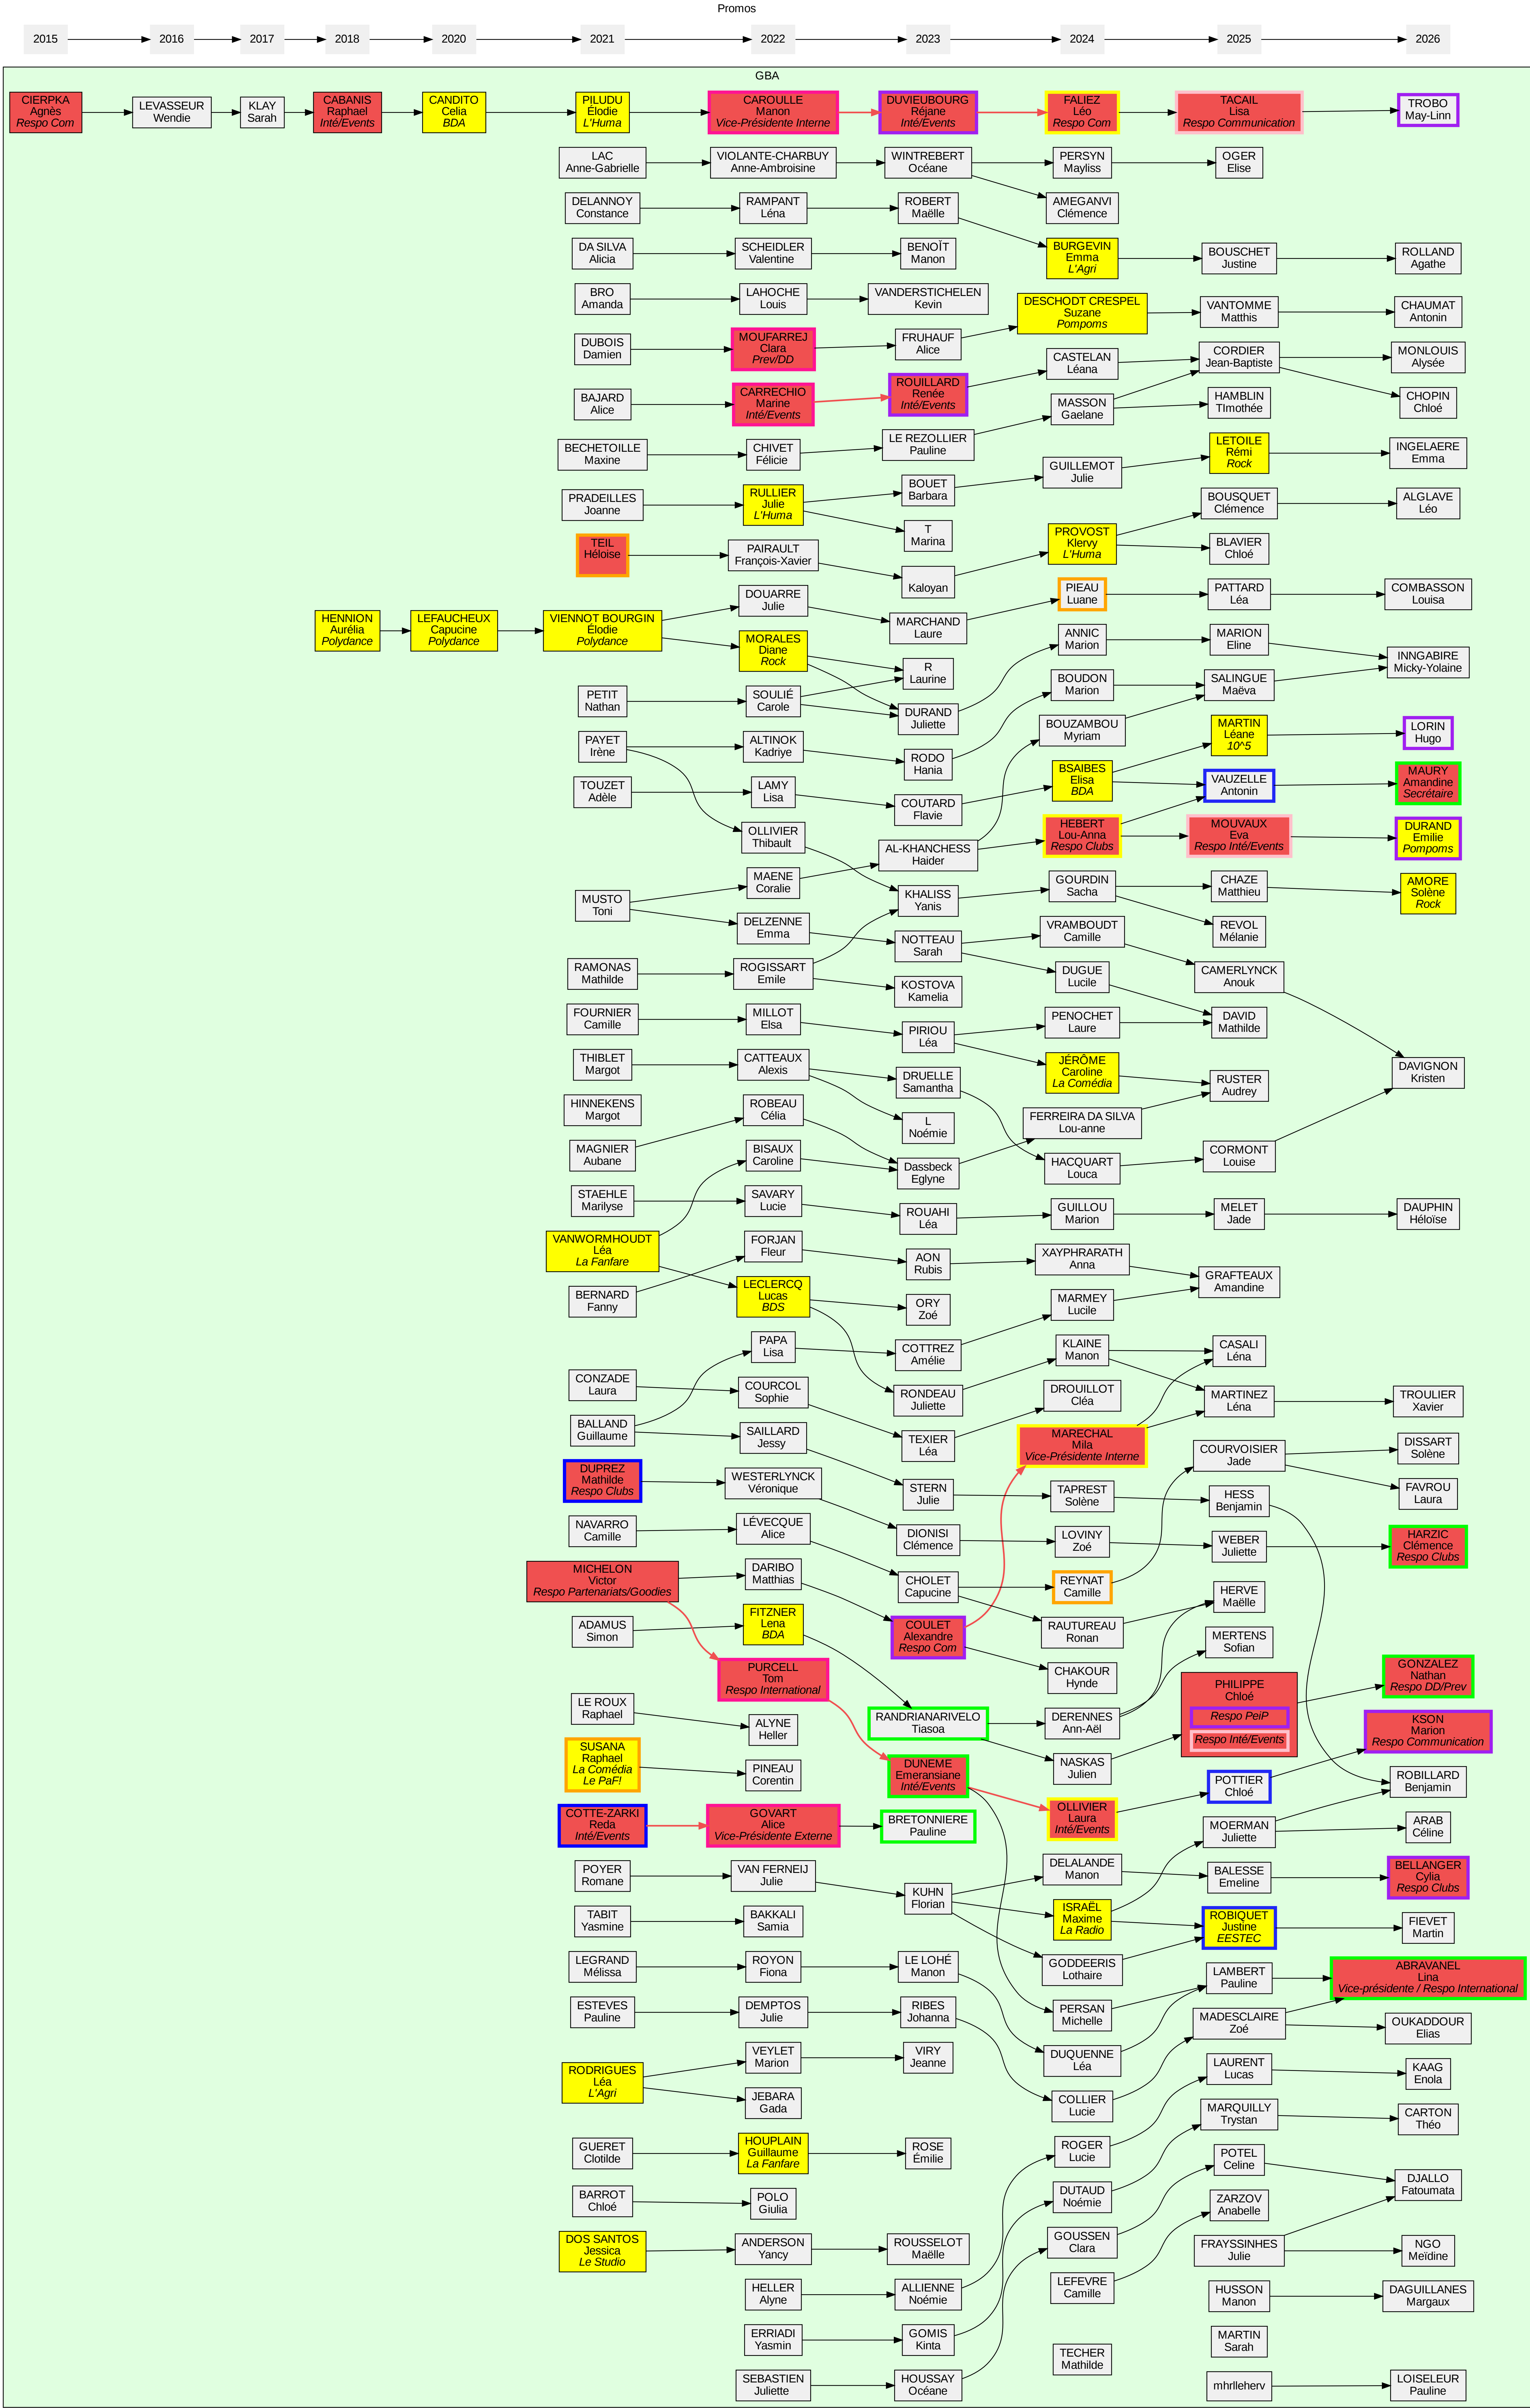 Promos
2015
2016
2017
2018
2020
2021
2022
2023
2024
2025
2026
GBA
CIERPKA
Agnès
Respo Com
LEVASSEUR
Wendie
KLAY
Sarah
CABANIS
Raphael
Inté/Events
CANDITO
Celia
BDA
PILUDU
Élodie
L'Huma
CAROULLE
Manon
Vice-Présidente Interne
DUVIEUBOURG
Réjane
Inté/Events
FALIEZ
Léo
Respo Com
TACAIL
Lisa
Respo Communication
TROBO
May-Linn
LAC
Anne-Gabrielle
VIOLANTE-CHARBUY
Anne-Ambroisine
WINTREBERT
Océane
PERSYN
Mayliss
OGER
Elise
DELANNOY
Constance
RAMPANT
Léna
ROBERT
Maëlle
AMEGANVI
Clémence
DA SILVA
Alicia
SCHEIDLER
Valentine
BENOÎT
Manon
BURGEVIN
Emma
L'Agri
BOUSCHET
Justine
ROLLAND
Agathe
BRO
Amanda
LAHOCHE
Louis
VANDERSTICHELEN
Kevin
DESCHODT CRESPEL
Suzane
Pompoms
VANTOMME
Matthis
CHAUMAT
Antonin
DUBOIS
Damien
MOUFARREJ
Clara
Prev/DD
FRUHAUF
Alice
CASTELAN
Léana
CORDIER
Jean-Baptiste
MONLOUIS
Alysée
BAJARD
Alice
CARRECHIO
Marine
Inté/Events
ROUILLARD
Renée
Inté/Events
MASSON
Gaelane
HAMBLIN
TImothée
CHOPIN
Chloé
BECHETOILLE
Maxine
CHIVET
Félicie
LE REZOLLIER
Pauline
GUILLEMOT
Julie
LETOILE
Rémi
Rock
INGELAERE
Emma
PRADEILLES
Joanne
RULLIER
Julie
L'Huma
BOUET
Barbara
BOUSQUET
Clémence
ALGLAVE
Léo
T
Marina
PROVOST
Klervy
L'Huma
BLAVIER
Chloé
TEIL
Héloise
PAIRAULT
François-Xavier
Kaloyan
PIEAU
Luane
PATTARD
Léa
COMBASSON
Louisa
HENNION
Aurélia
Polydance
LEFAUCHEUX
Capucine
Polydance
VIENNOT BOURGIN
Élodie
Polydance
DOUARRE
Julie
MARCHAND
Laure
MORALES
Diane
Rock
ANNIC
Marion
MARION
Eline
INNGABIRE
Micky-Yolaine
R
Laurine
PETIT
Nathan
SOULIÉ
Carole
DURAND
Juliette
BOUDON
Marion
SALINGUE
Maëva
PAYET
Irène
ALTINOK
Kadriye
RODO
Hania
BOUZAMBOU
Myriam
MARTIN
Léane
10^5
LORIN
Hugo
TOUZET
Adèle
LAMY
Lisa
COUTARD
Flavie
BSAIBES
Elisa
BDA
VAUZELLE
Antonin
MAURY
Amandine
Secrétaire
OLLIVIER
Thibault
AL-KHANCHESS
Haider
HEBERT
Lou-Anna
Respo Clubs
MOUVAUX
Eva
Respo Inté/Events
DURAND
Emilie
Pompoms
MUSTO
Toni
MAENE
Coralie
KHALISS
Yanis
GOURDIN
Sacha
CHAZE
Matthieu
AMORE
Solène
Rock
DELZENNE
Emma
NOTTEAU
Sarah
VRAMBOUDT
Camille
REVOL
Mélanie
RAMONAS
Mathilde
ROGISSART
Emile
KOSTOVA
Kamelia
DUGUE
Lucile
CAMERLYNCK
Anouk
FOURNIER
Camille
MILLOT
Elsa
PIRIOU
Léa
PENOCHET
Laure
DAVID
Mathilde
THIBLET
Margot
CATTEAUX
Alexis
DRUELLE
Samantha
JÉRÔME
Caroline
La Comédia
RUSTER
Audrey
DAVIGNON
Kristen
HINNEKENS
Margot
ROBEAU
Célia
L
Noémie
FERREIRA DA SILVA
Lou-anne
MAGNIER
Aubane
BISAUX
Caroline
Dassbeck
Eglyne
HACQUART
Louca
CORMONT
Louise
STAEHLE
Marilyse
SAVARY
Lucie
ROUAHI
Léa
GUILLOU
Marion
MELET
Jade
DAUPHIN
Héloïse
VANWORMHOUDT
Léa
La Fanfare
FORJAN
Fleur
AON
Rubis
XAYPHRARATH
Anna
GRAFTEAUX
Amandine
BERNARD
Fanny
LECLERCQ
Lucas
BDS
ORY
Zoé
MARMEY
Lucile
PAPA
Lisa
COTTREZ
Amélie
KLAINE
Manon
CASALI
Léna
CONZADE
Laura
COURCOL
Sophie
RONDEAU
Juliette
DROUILLOT
Cléa
MARTINEZ
Léna
TROULIER
Xavier
BALLAND
Guillaume
SAILLARD
Jessy
TEXIER
Léa
MARECHAL
Mila
Vice-Présidente Interne
COURVOISIER
Jade
DISSART
Solène
DUPREZ
Mathilde
Respo Clubs
WESTERLYNCK
Véronique
STERN
Julie
TAPREST
Solène
HESS
Benjamin
FAVROU
Laura
NAVARRO
Camille
LÉVECQUE
Alice
DIONISI
Clémence
LOVINY
Zoé
WEBER
Juliette
HARZIC
Clémence
Respo Clubs
MICHELON
Victor
Respo Partenariats/Goodies
DARIBO
Matthias
CHOLET
Capucine
REYNAT
Camille
HERVE
Maëlle
ADAMUS
Simon
FITZNER
Lena
BDA
COULET
Alexandre
Respo Com
RAUTUREAU
Ronan
MERTENS
Sofian
PURCELL
Tom
Respo International
CHAKOUR
Hynde
PHILIPPE
Chloé
Respo PeiP
Respo Inté/Events
GONZALEZ
Nathan
Respo DD/Prev
LE ROUX
Raphael
ALYNE
Heller
RANDRIANARIVELO
Tiasoa
DERENNES
Ann-Aël
KSON
Marion
Respo Communication
SUSANA
Raphael
La Comédia
Le PaF!
PINEAU
Corentin
DUNEME
Emeransiane
Inté/Events
NASKAS
Julien
POTTIER
Chloé
ROBILLARD
Benjamin
COTTE-ZARKI
Reda
Inté/Events
GOVART
Alice
Vice-Présidente Externe
BRETONNIERE
Pauline
OLLIVIER
Laura
Inté/Events
MOERMAN
Juliette
ARAB
Céline
POYER
Romane
VAN FERNEIJ
Julie
KUHN
Florian
DELALANDE
Manon
BALESSE
Emeline
BELLANGER
Cylia
Respo Clubs
TABIT
Yasmine
BAKKALI
Samia
ISRAËL
Maxime
La Radio
ROBIQUET
Justine
EESTEC
FIEVET
Martin
LEGRAND
Mélissa
ROYON
Fiona
LE LOHÉ
Manon
GODDEERIS
Lothaire
LAMBERT
Pauline
ABRAVANEL
Lina
Vice-présidente / Respo International
ESTEVES
Pauline
DEMPTOS
Julie
RIBES
Johanna
PERSAN
Michelle
MADESCLAIRE
Zoé
OUKADDOUR
Elias
RODRIGUES
Léa
L'Agri
VEYLET
Marion
VIRY
Jeanne
DUQUENNE
Léa
LAURENT
Lucas
KAAG
Enola
JEBARA
Gada
COLLIER
Lucie
MARQUILLY
Trystan
CARTON
Théo
GUERET
Clotilde
HOUPLAIN
Guillaume
La Fanfare
ROSE
Émilie
ROGER
Lucie
POTEL
Celine
DJALLO
Fatoumata
BARROT
Chloé
POLO
Giulia
DUTAUD
Noémie
ZARZOV
Anabelle
DOS SANTOS
Jessica
Le Studio
ANDERSON
Yancy
ROUSSELOT
Maëlle
GOUSSEN
Clara
FRAYSSINHES
Julie
NGO
Meïdine
HELLER
Alyne
ALLIENNE
Noémie
LEFEVRE
Camille
HUSSON
Manon
DAGUILLANES
Margaux
ERRIADI
Yasmin
GOMIS
Kinta
TECHER
Mathilde
MARTIN
Sarah
SEBASTIEN
Juliette
HOUSSAY
Océane
mhrlleherv
LOISELEUR
Pauline